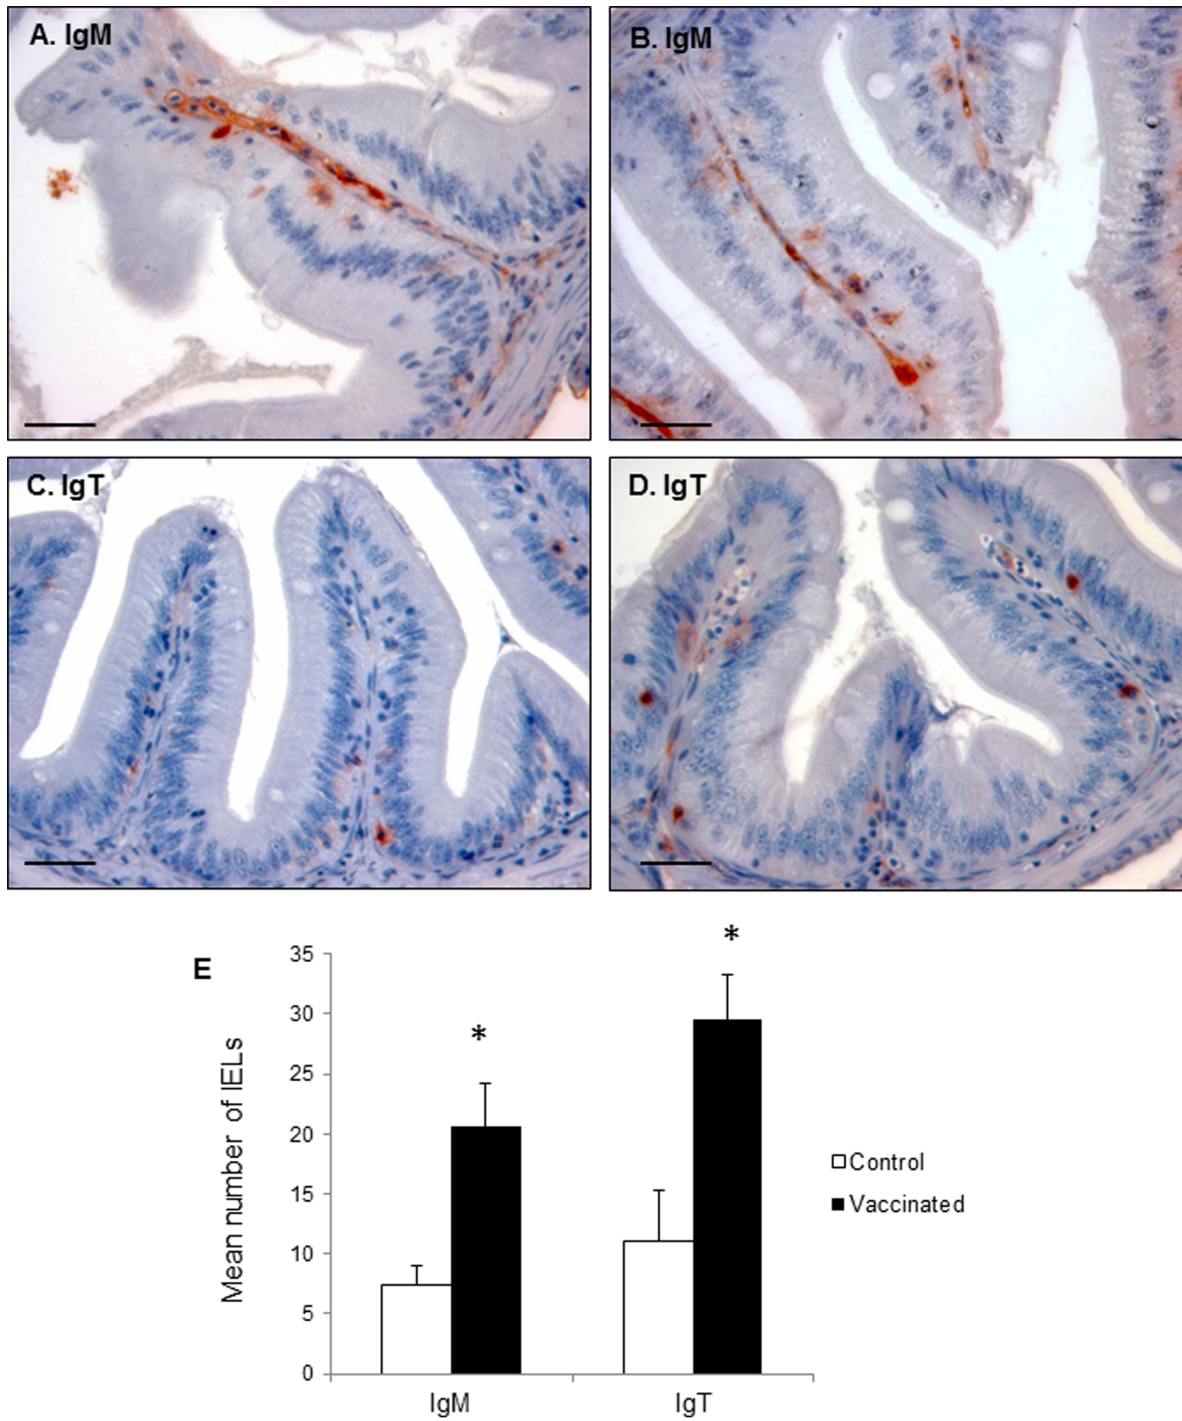 A. IgM
B. IgM
C. IgT
D. IgT
E
*
*
35
30
25
20
15
10
5
0
Mean number of IELs
IgM
IgT
Control
Vaccinated